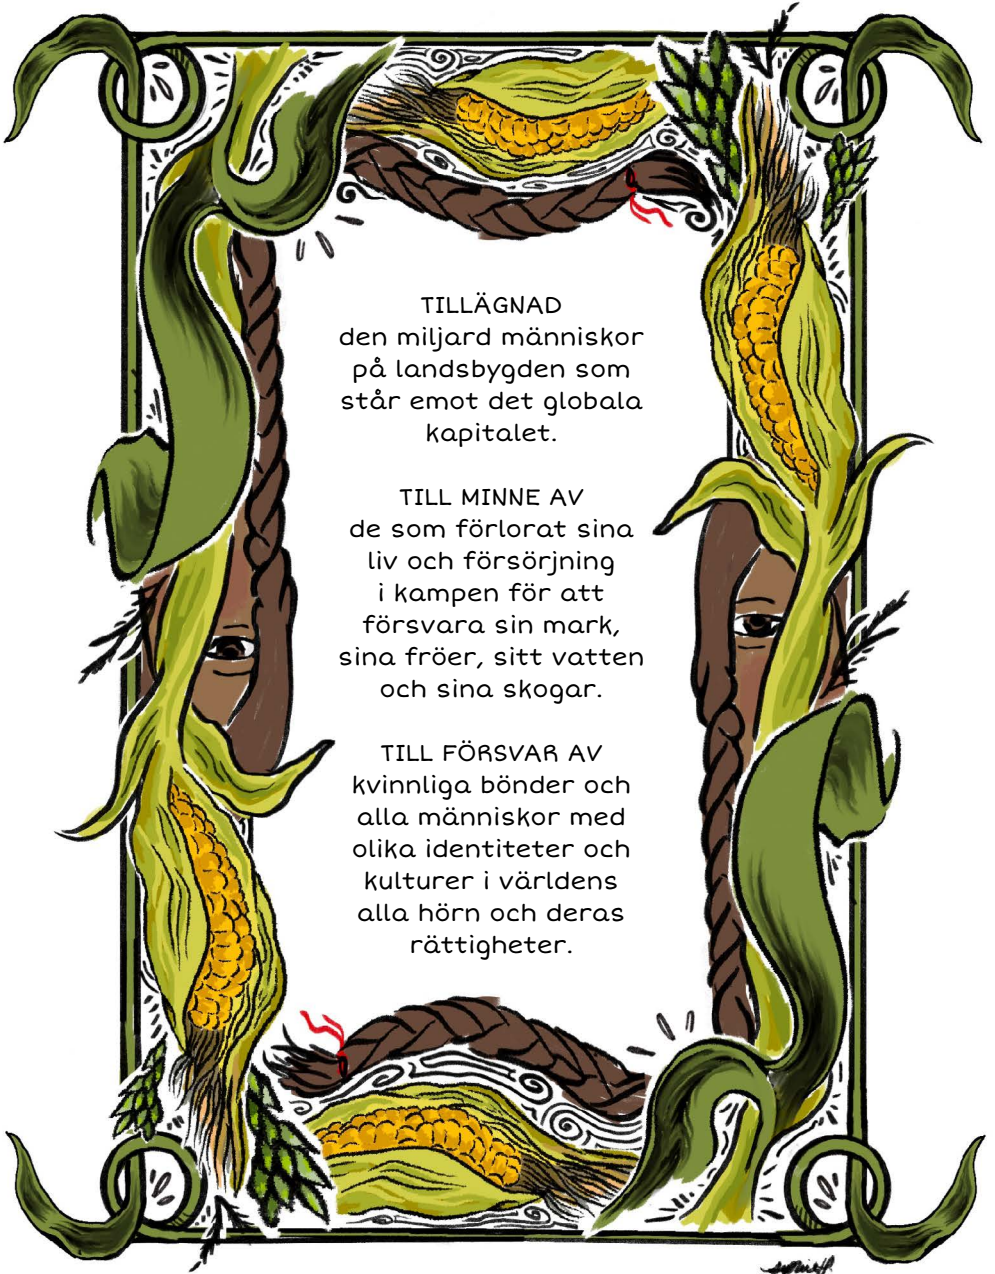 TILLÄGNAD
den miljard människor
på landsbygden som
står emot det globala
kapitalet.
TILL MINNE AV
de som förlorat sina
liv och försörjning
i kampen för att
försvara sin mark,
sina fröer, sitt vatten
och sina skogar.
TILL FÖRSVAR AV
kvinnliga bönder och
alla människor med
olika identiteter och
kulturer i världens
alla hörn och deras
rättigheter.